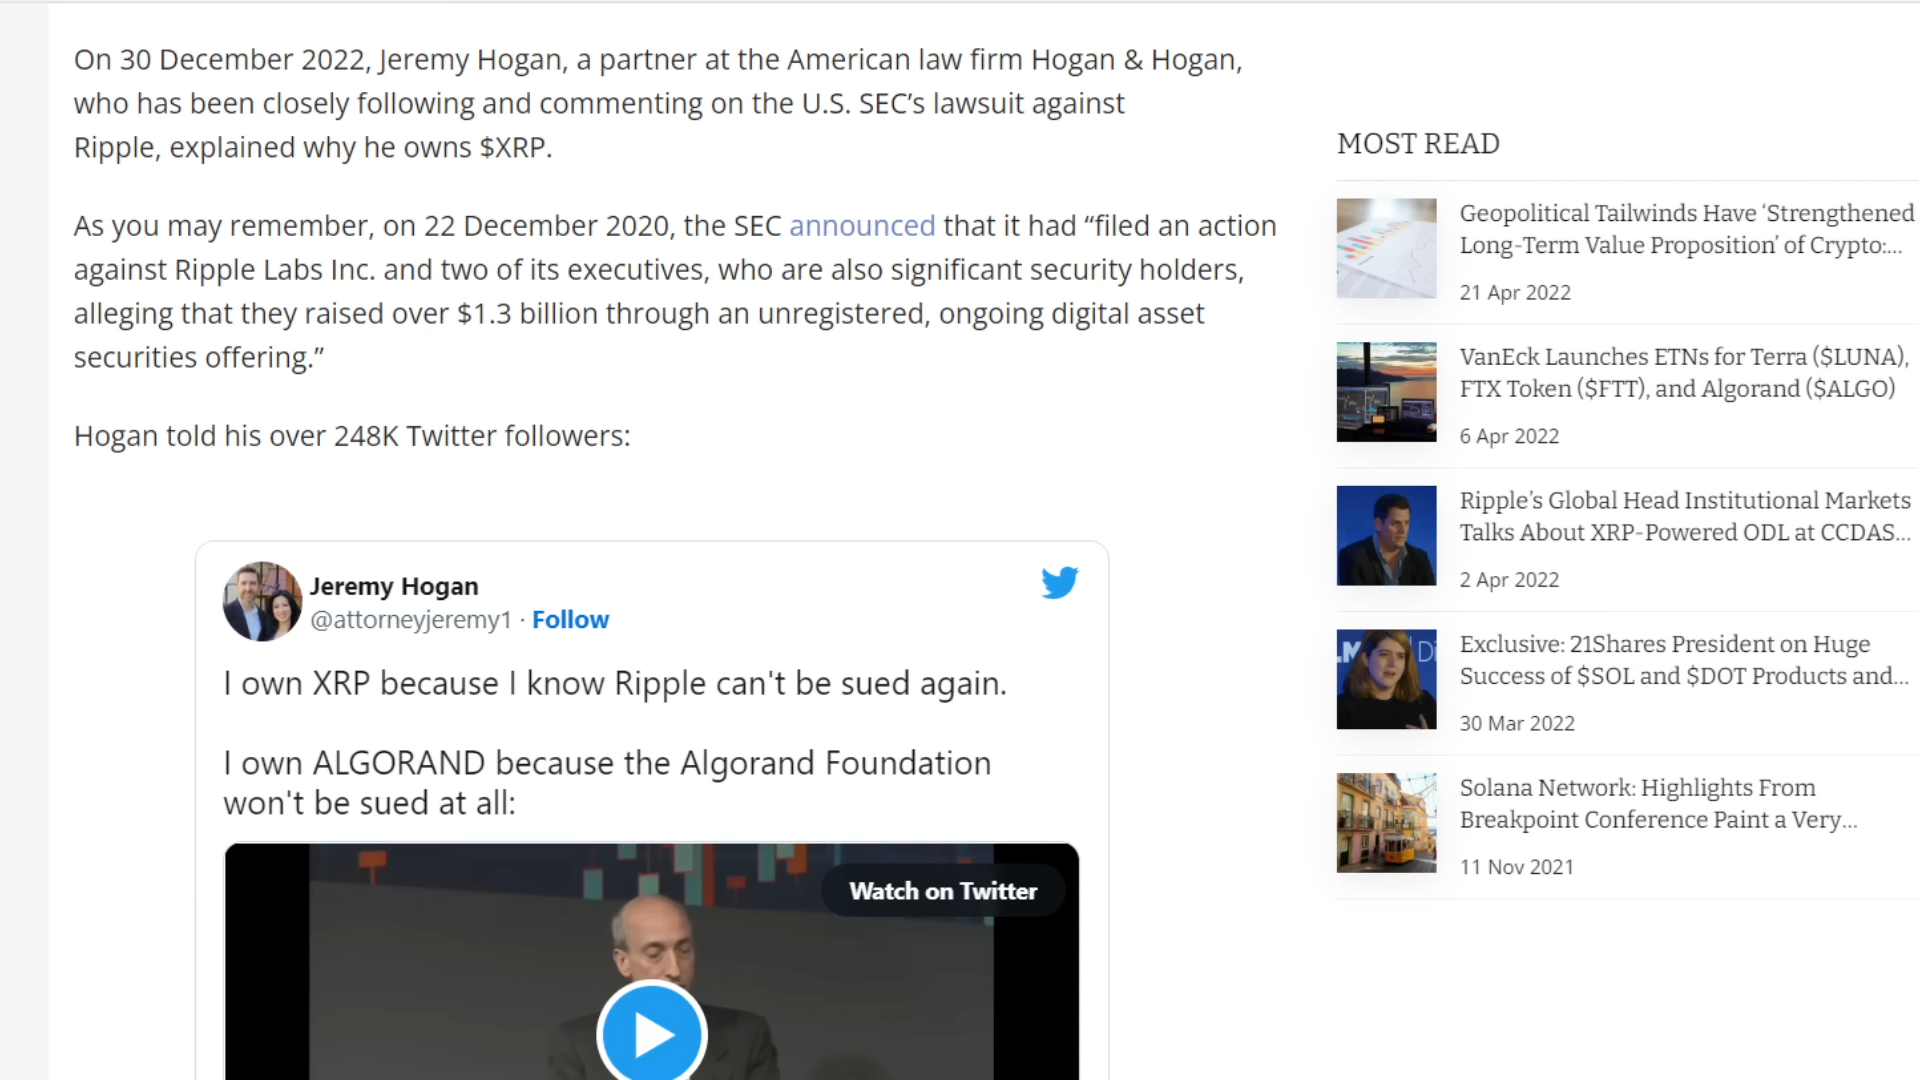 On 30 December 2022, Jeremy Hogan, a partner at the American law firm Hogan & Hogan,
who has been closely following and commenting on the U.S. SEC’s lawsuit against
Ripple, explained why he owns $XRP.
As you may remember, on 22 December 2020, the SEC announced that it had “filed an action
against Ripple Labs Inc. and two of its executives, who are also significant security holders,
alleging that they raised over $1.3 billion through an unregistered, ongoing digital asset
securities offering.”
Hogan told his over 248K Twitter followers:
Jeremy Hogan
@attorneyjeremy1 · Follow
I own XRP because I know Ripple can't be sued again.
I own ALGORAND because the Algorand Foundation
won't be sued at all:
Watch on Twitter
MOST READ
Geopolitical Tailwinds Have ‘Strengthened
Long-Term Value Proposition’ of Crypto:...
21 Apr 2022
VanEck Launches ETNs for Terra ($LUNA),
FTX Token ($FTT), and Algorand ($ALGO)
6 Apr 2022
Ripple’s Global Head Institutional Markets
Talks About XRP-Powered ODL at CCDAS...
2 Apr 2022
Exclusive: 21Shares President on Huge
Success of $SOL and $DOT Products and...
30 Mar 2022
Solana Network: Highlights From
Breakpoint Conference Paint a Very...
11 Nov 2021